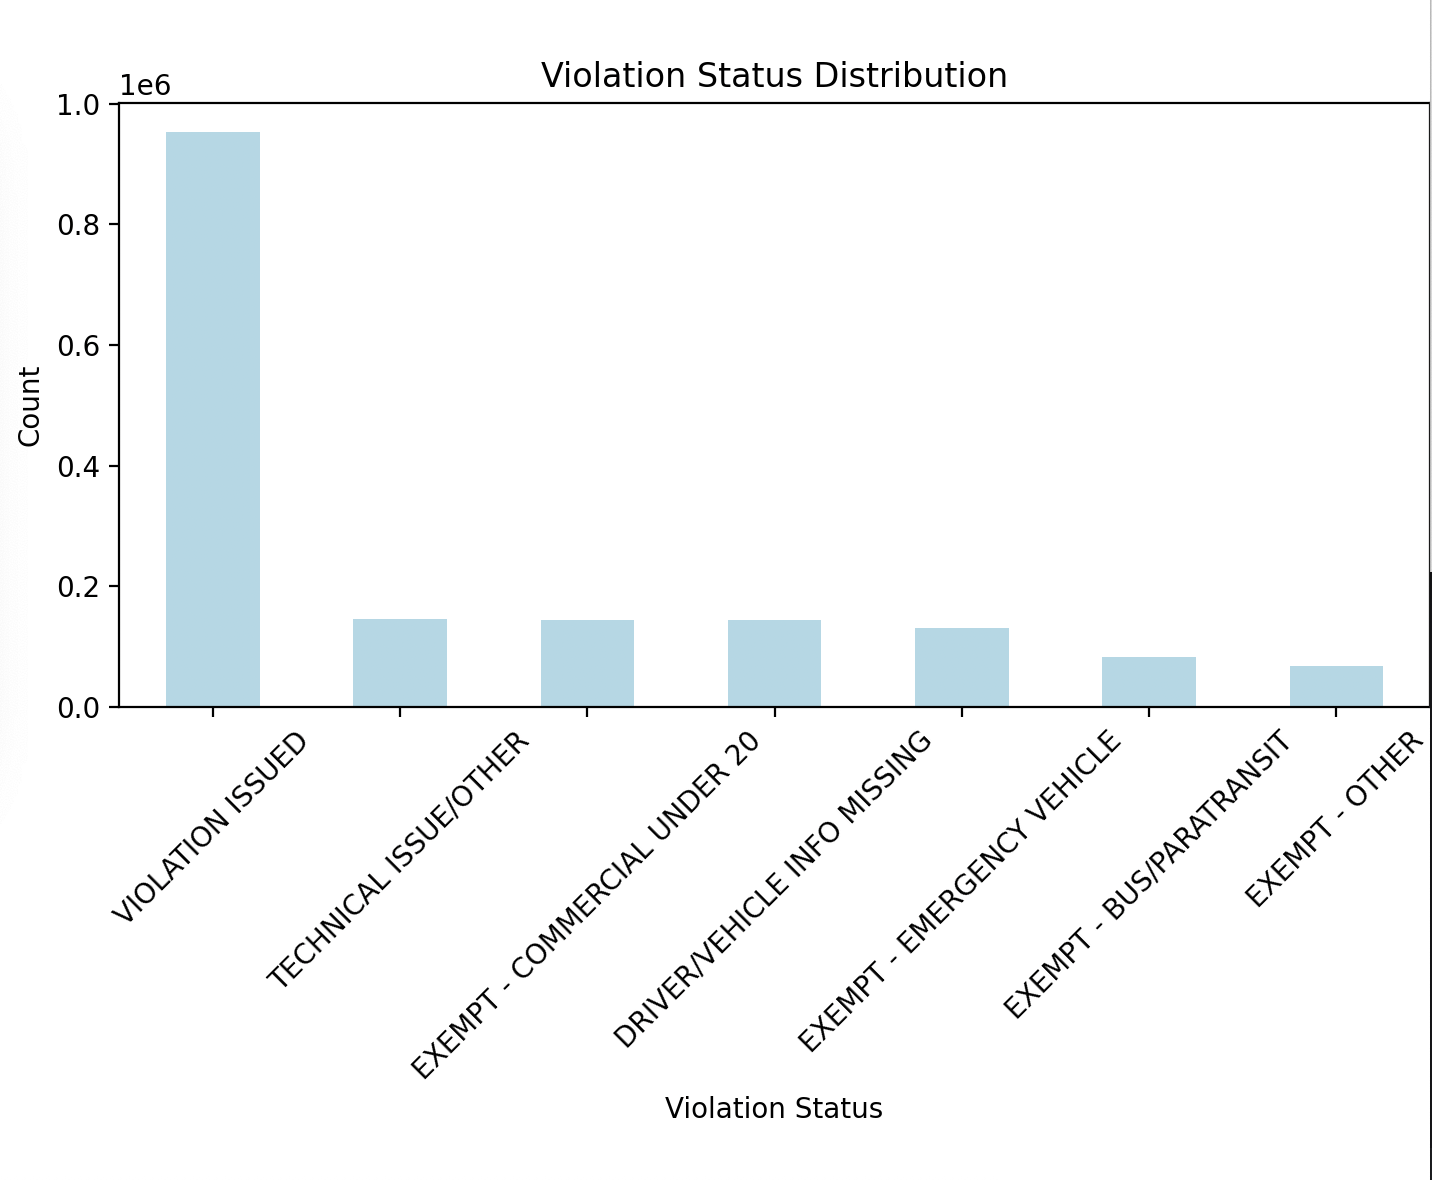 Violation Status Distribution
1e6
1.0
0.8
0.6
0.4
0.2
0.0
Count
VIOLATION ISSUED
TECHNICAL ISSUE/OTHER
EXEMPT - COMMERCIAL UNDER 20
DRIVER/VEHICLE INFO MISSING
EXEMPT - EMERGENCY VEHICLE
EXEMPT - BUS/PARATRANSIT
EXEMPT - OTHER
Violation Status